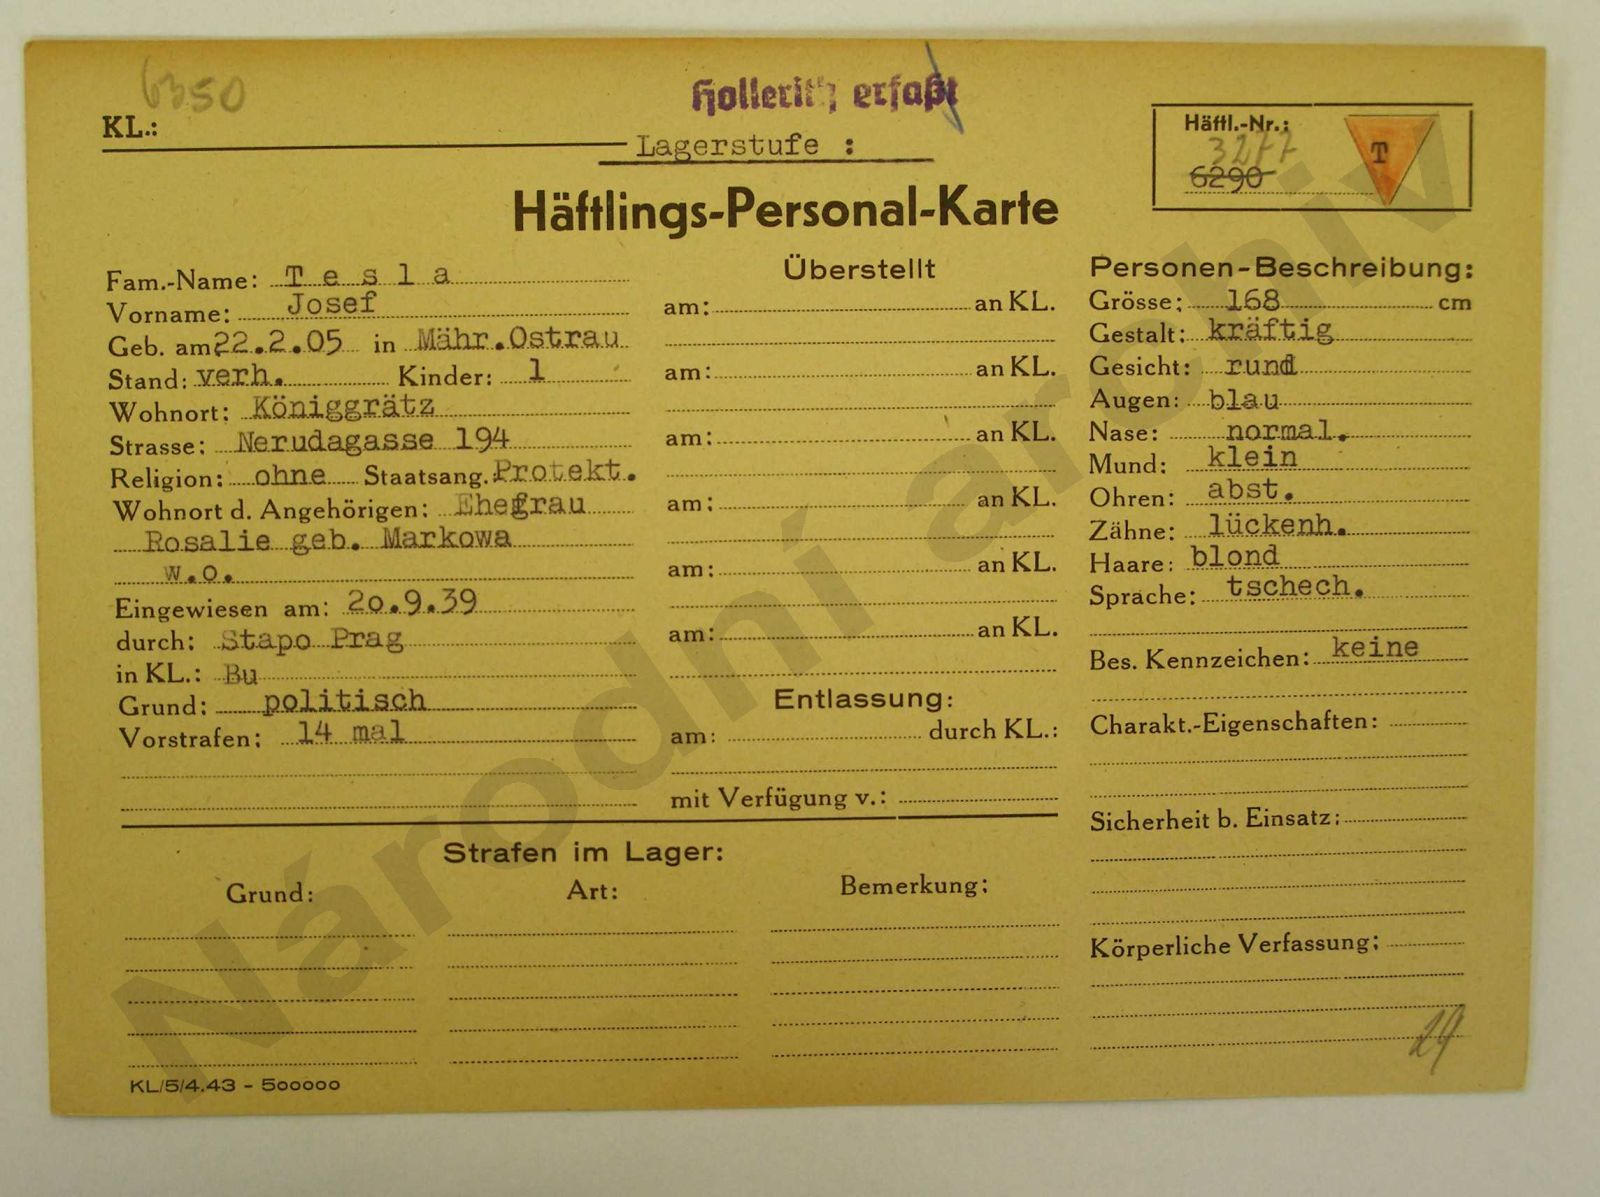 6350
Hollerith erfaßt
KL.:
Lagerstufe :
Häftl.-Nr.:
3277
6290
T
Häftlings-Personal-Karte
Fam.-Name: T e s l a
Vorname: Josef
Geb. am: 22.2.05 in Mähr.Ostrau
Stand: verh. Kinder: 1
Wohnort: Königgrätz
Strasse: Nerudagasse 194
Religion: ohne Staatsang. Protekt.
Wohnort d. Angehörigen: Ehefrau
Rosalie geb. Markowa
w.o.
Eingewiesen am: 20.9.39
durch: Stapo Prag
in KL.: Bu
Grund: politisch
Vorstrafen: 14 mal
Überstellt
am: an KL.
am: an KL.
am: an KL.
am: an KL.
am: an KL.
am: an KL.
Entlassung:
am: durch KL.:
mit Verfügung v.:
Personen-Beschreibung:
Grösse: 168 cm
Gestalt: kräftig
Gesicht: rund
Augen: blau
Nase: normal.
Mund: klein
Ohren: abst.
Zähne: lückenh.
Haare: blond
Sprache: tschech.
Bes. Kennzeichen: keine
Charakt.-Eigenschaften:
Sicherheit b. Einsatz:
Körperliche Verfassung:
Strafen im Lager:
Grund: Art: Bemerkung:
KL/5/4.43 - 500000
Národní archiv